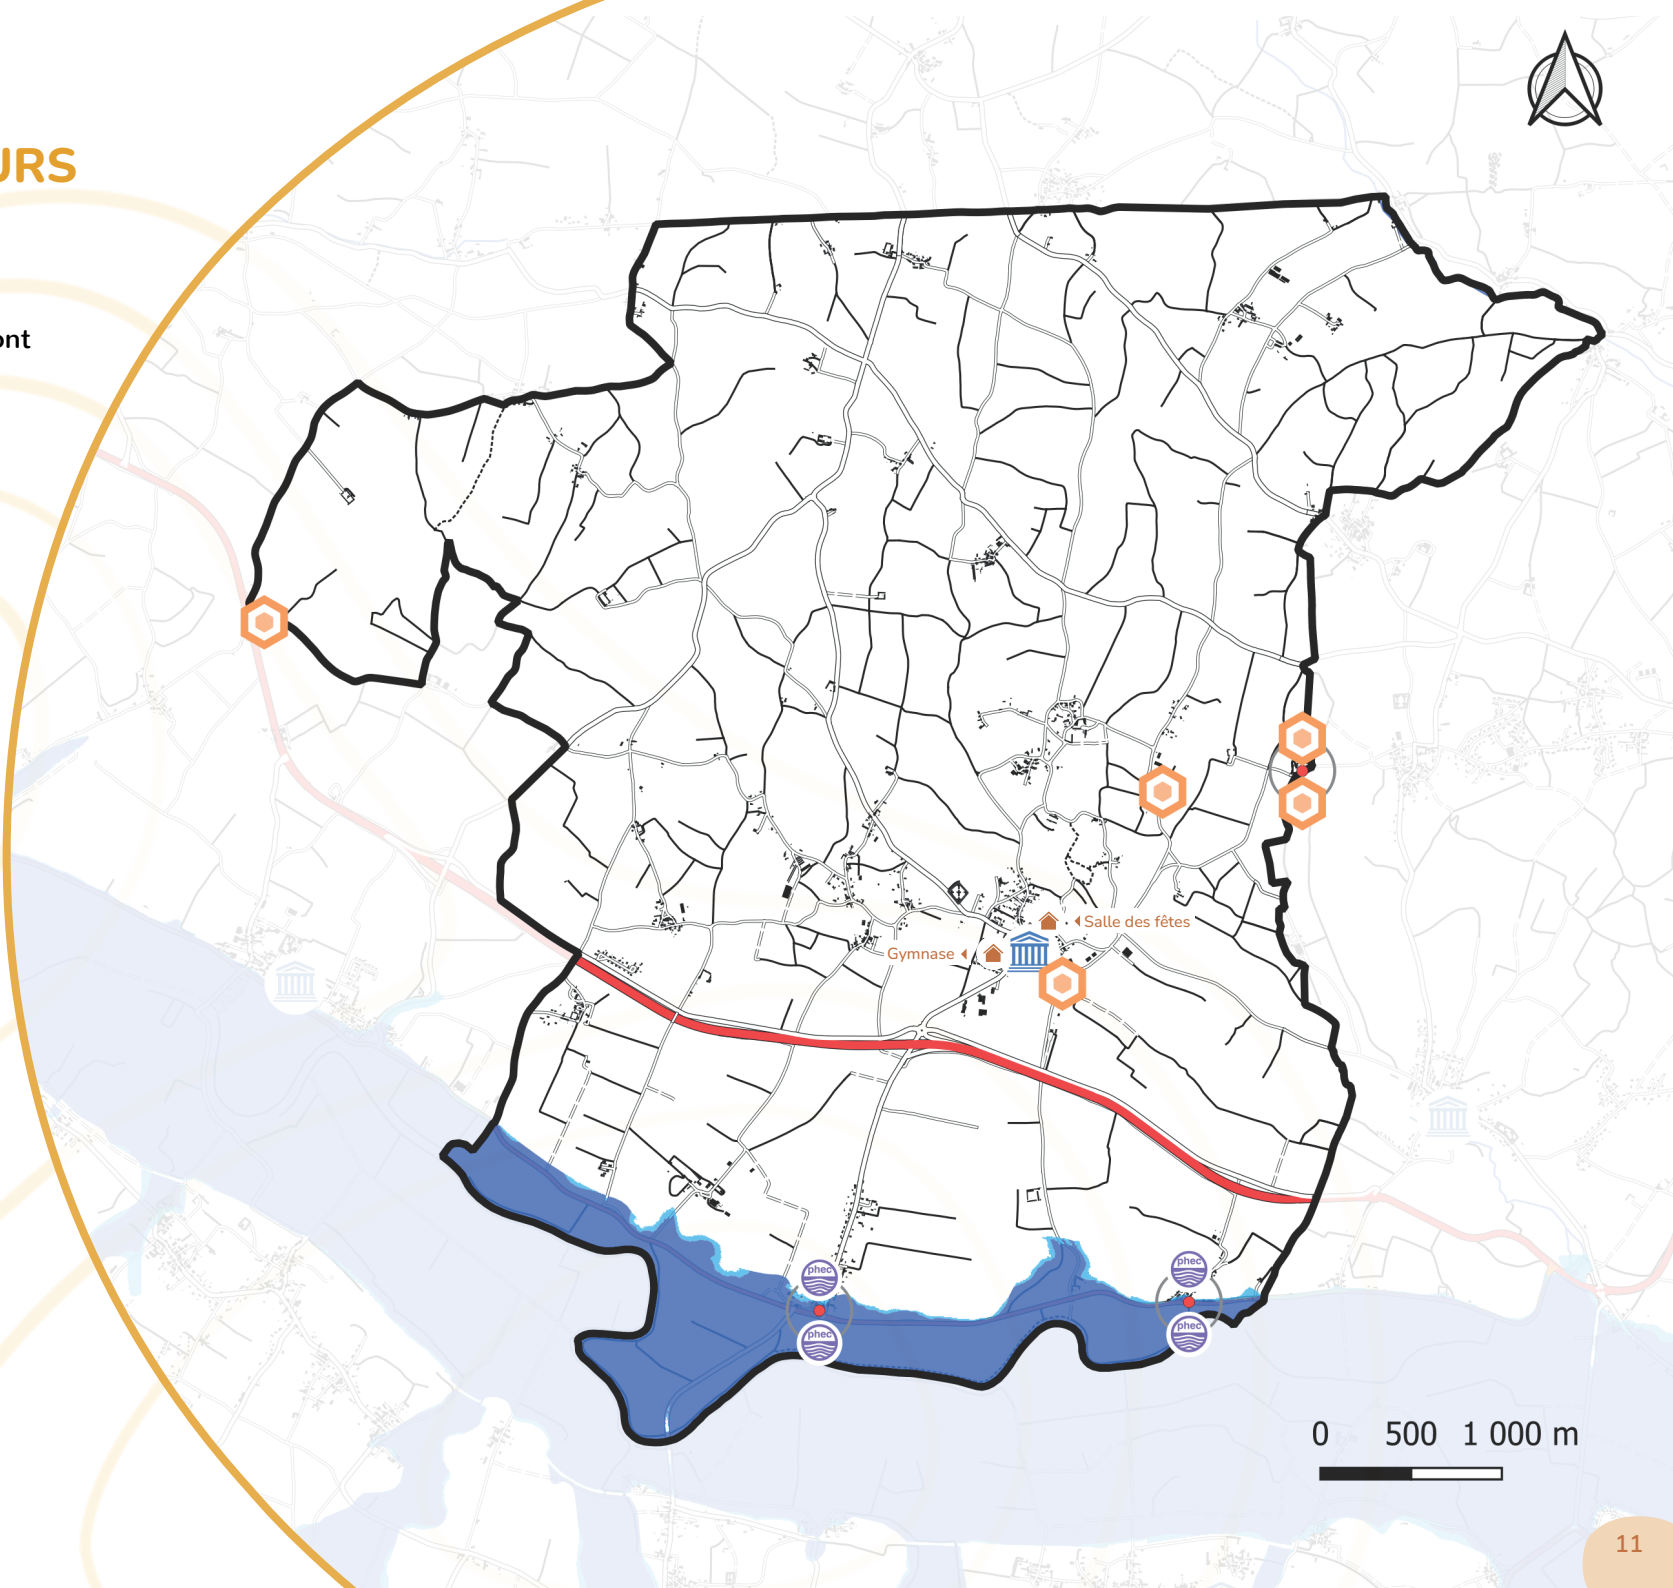 URS
ont
Salle des fêtes
Gymnase
phec
phec
phec
phec
0 500 1 000 m
11